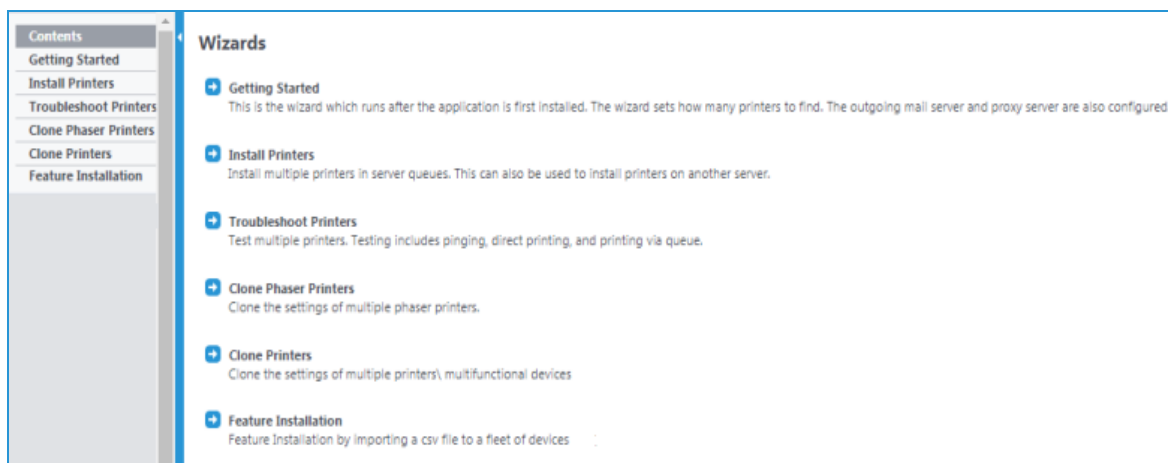 Contents
Getting Started
Install Printers
Troubleshoot Printers
Clone Phaser Printers
Clone Printers
Feature Installation
Wizards
Getting Started
This is the wizard which runs after the application is first installed. The wizard sets how many printers to find. The outgoing mail server and proxy server are also configured
Install Printers
Install multiple printers in server queues. This can also be used to install printers on another server.
Troubleshoot Printers
Test multiple printers. Testing includes pinging, direct printing, and printing via queue.
Clone Phaser Printers
Clone the settings of multiple phaser printers.
Clone Printers
Clone the settings of multiple printers\ multifunctional devices
Feature Installation
Feature Installation by importing a csv file to a fleet of devices